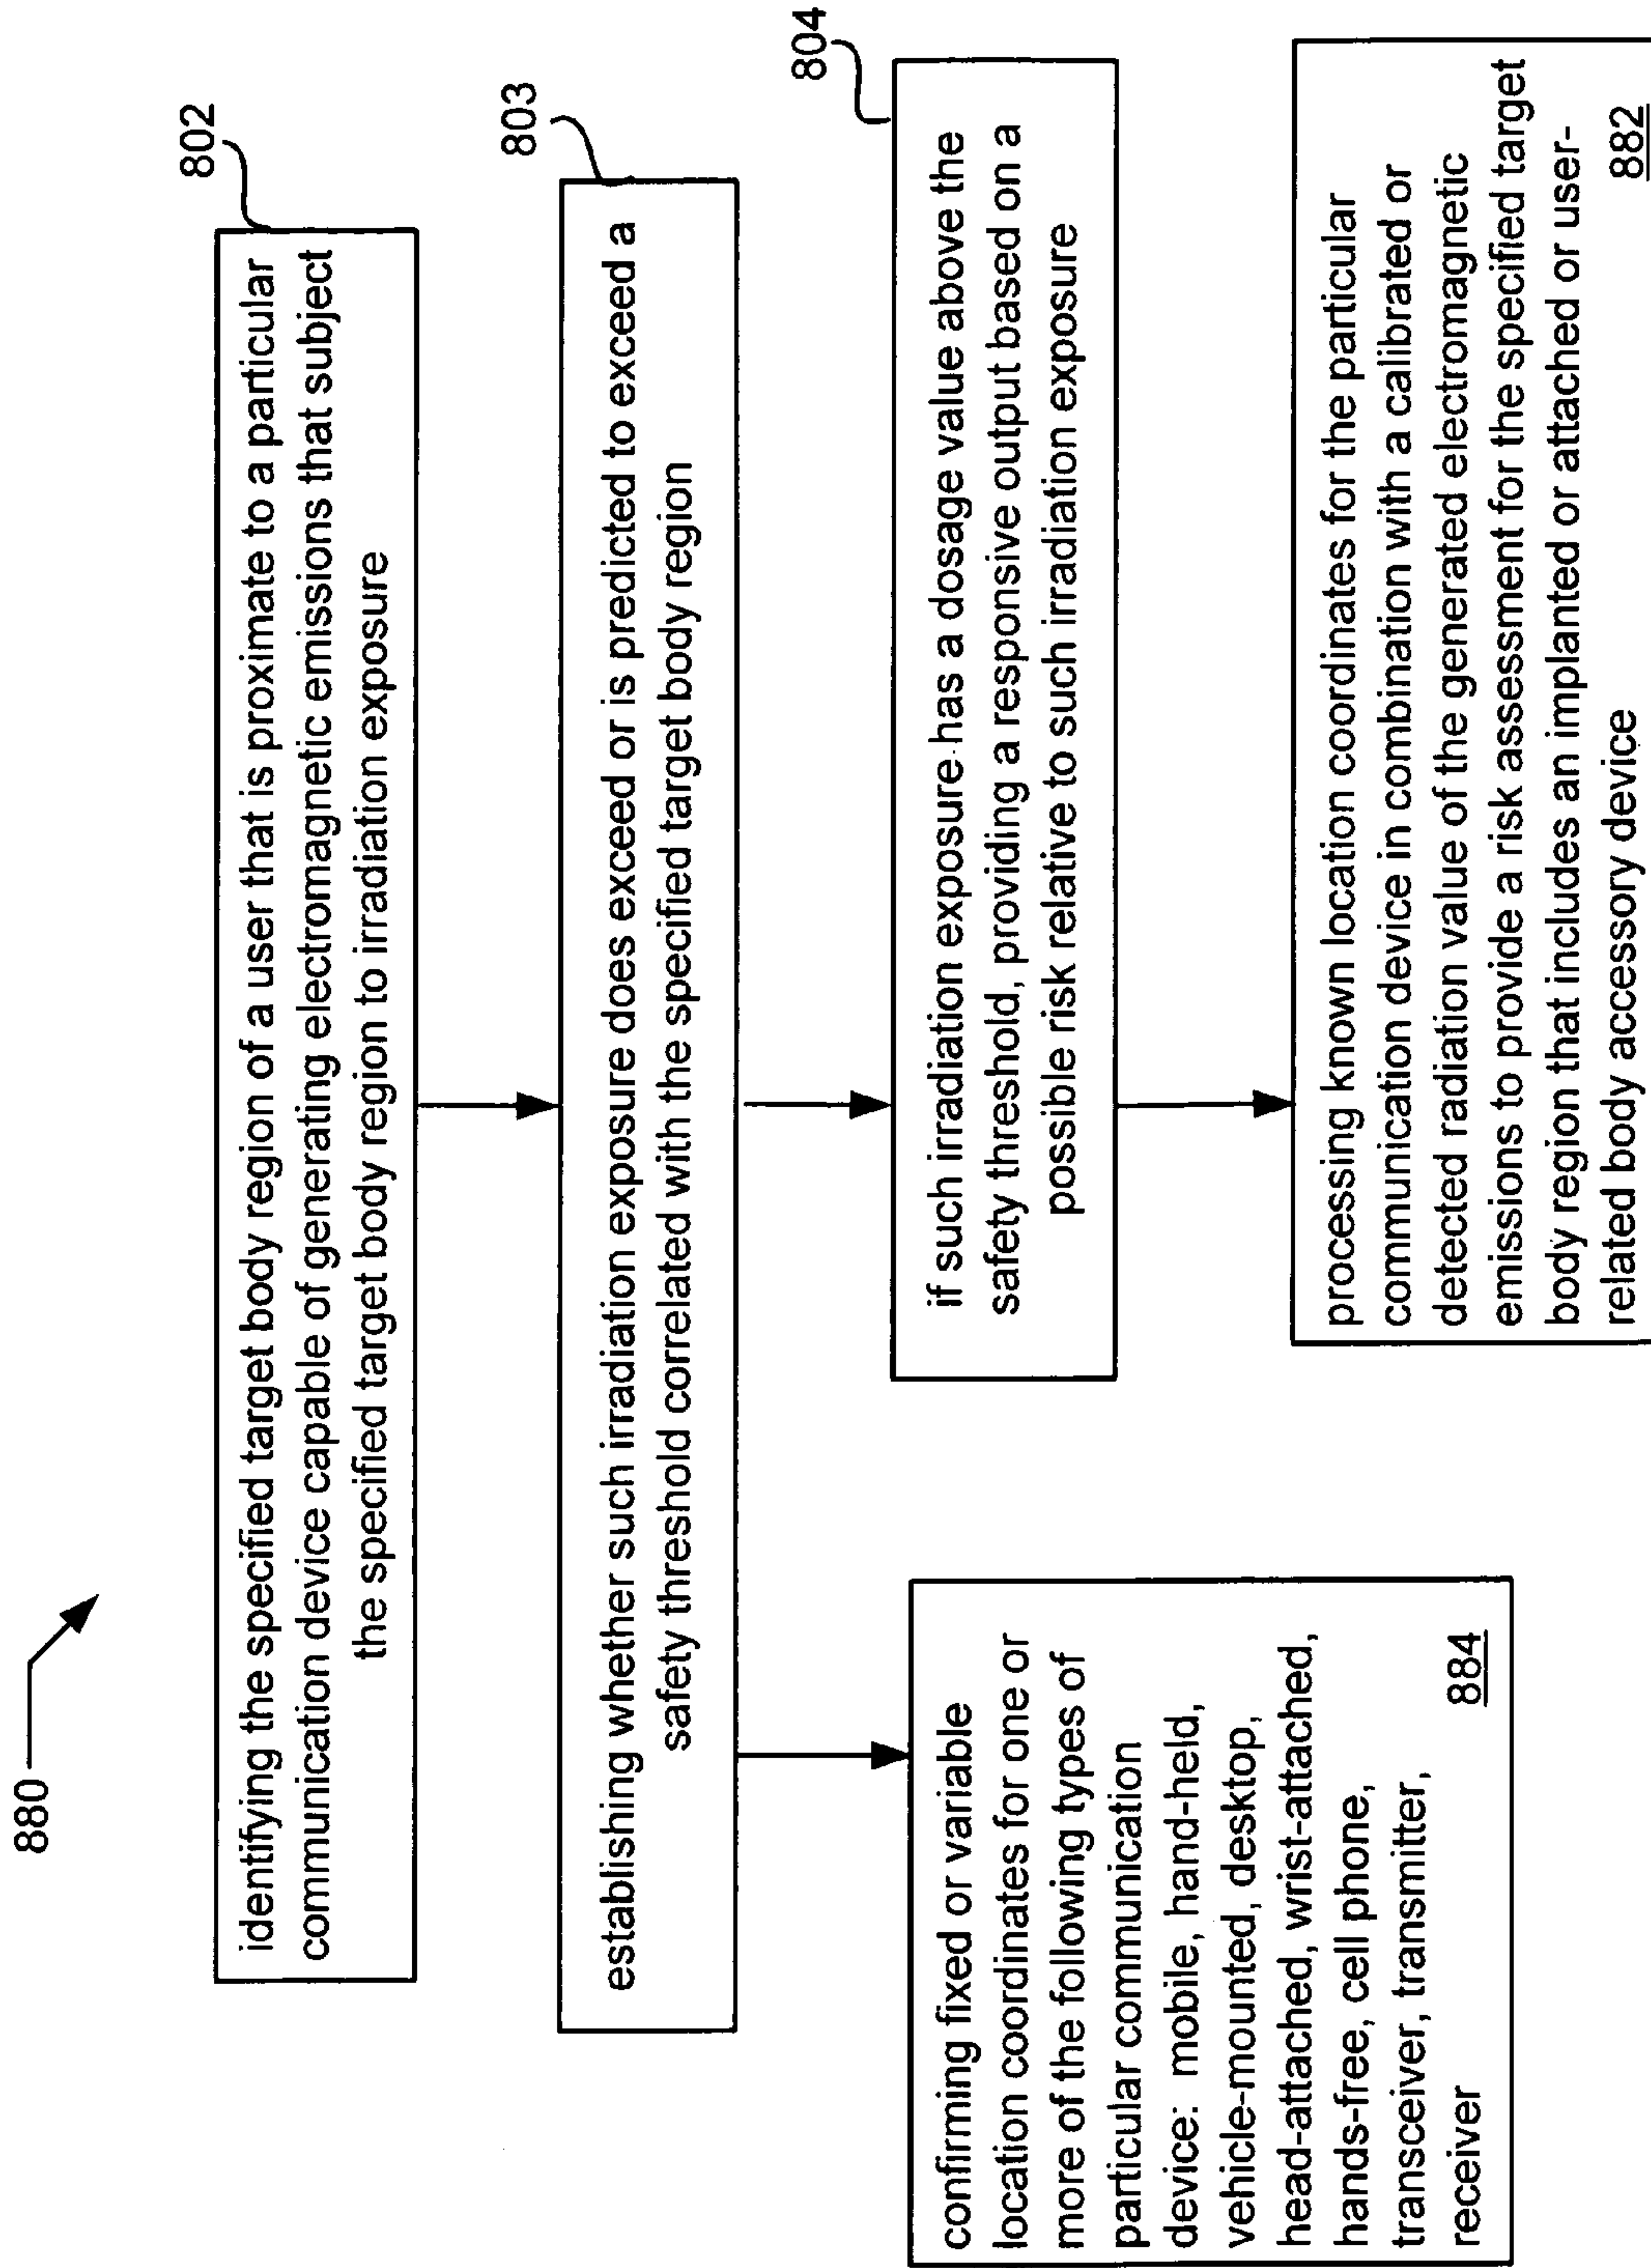 880
802
identifying the specified target body region of a user that is proximate to a particular
communication device capable of generating electromagnetic emissions that subject
the specified target body region to irradiation exposure
803
establishing whether such irradiation exposure does exceed or is predicted to exceed a
safety threshold correlated with the specified target body region
804
if such irradiation exposure has a dosage value above the
safety threshold, providing a responsive output based on a
possible risk relative to such irradiation exposure
confirming fixed or variable
location coordinates for one or
more of the following types of
particular communication
device: mobile, hand-held,
vehicle-mounted, desktop,
head-attached, wrist-attached,
hands-free, cell phone,
transceiver, transmitter,
receiver
884
processing known location coordinates for the particular
communication device in combination with a calibrated or
detected radiation value of the generated electromagnetic
emissions to provide a risk assessment for the specified target
body region that includes an implanted or attached or user-
related body accessory device
882